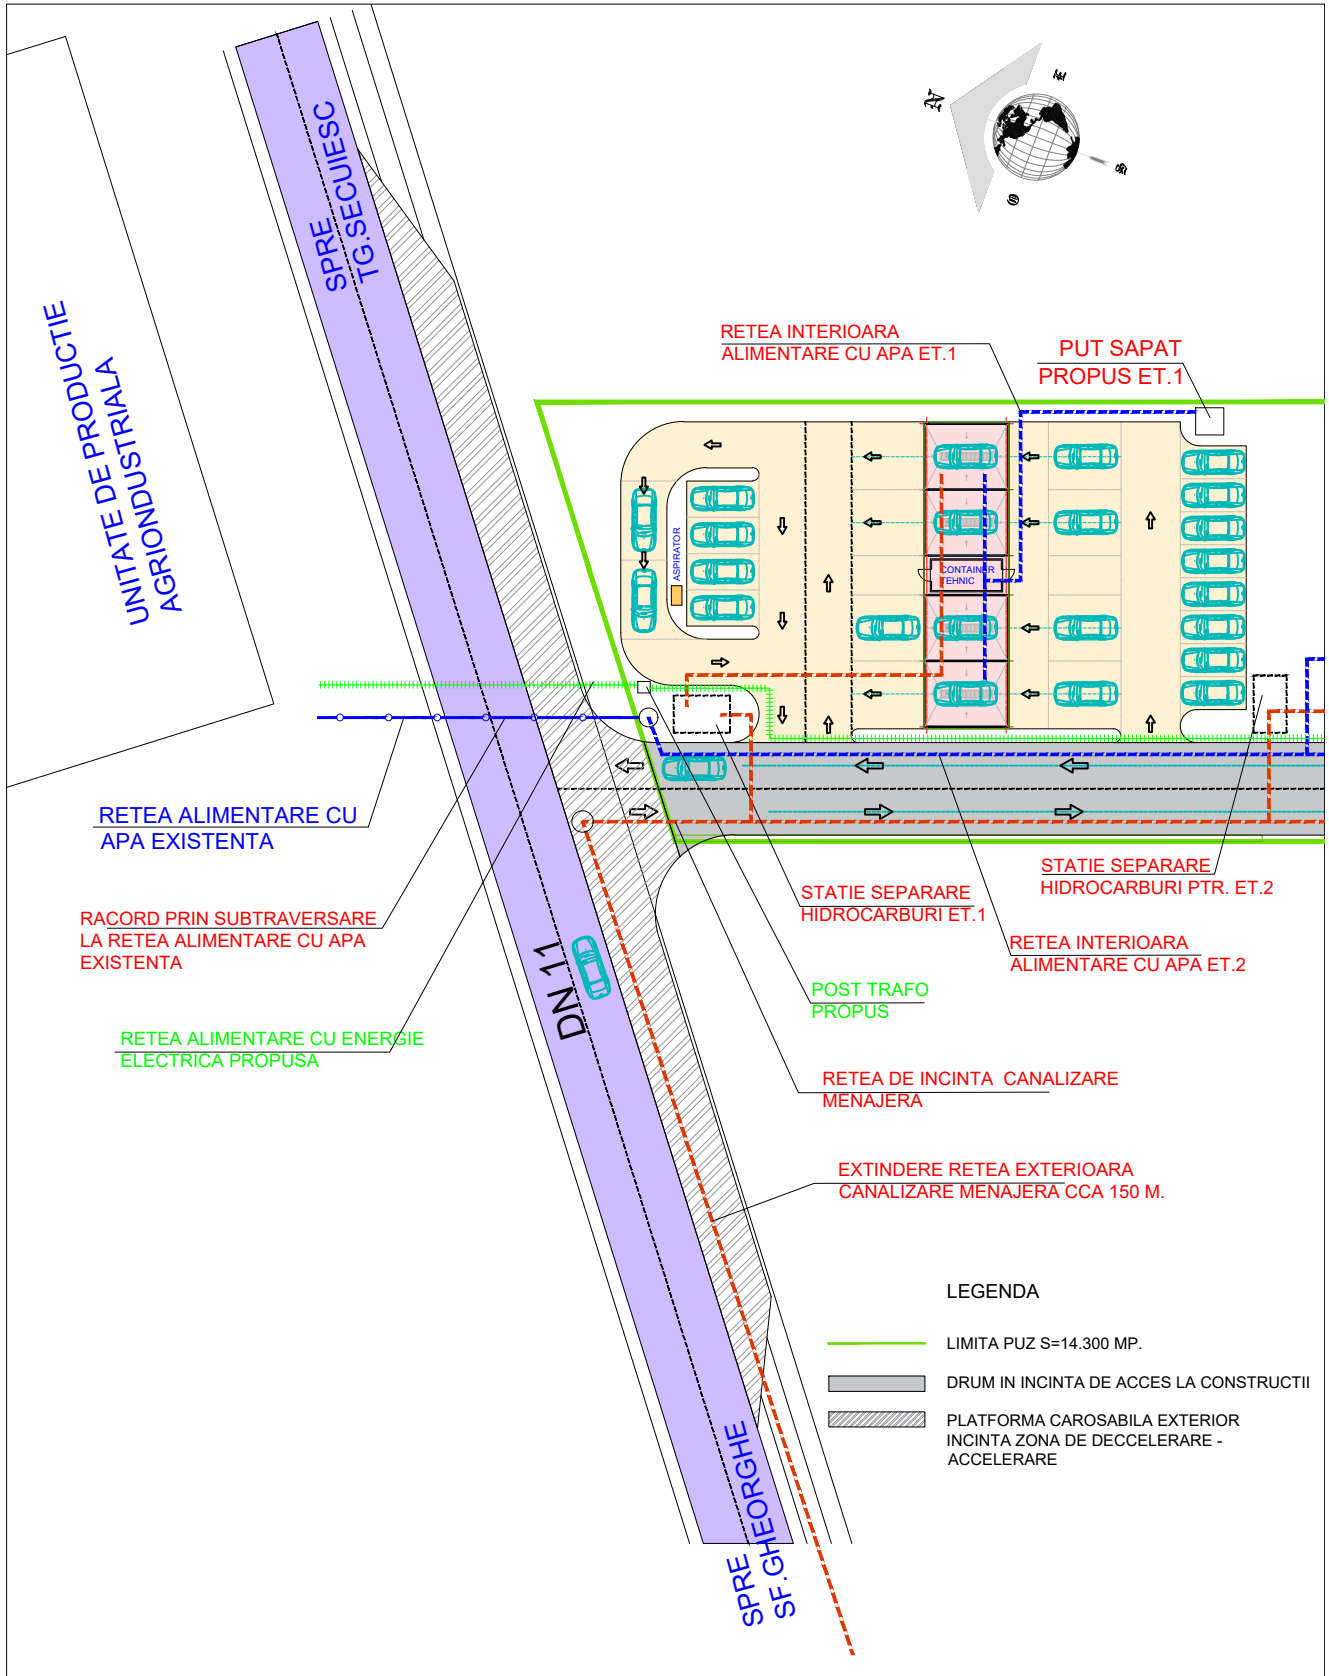 N
E
S
O
SPRE
TG.SECUIESC
UNITATE DE PRODUCTIE
AGRIONDUSTRIALA
RETEA INTERIOARA
ALIMENTARE CU APA ET.1
PUT SAPAT
PROPUS ET.1
ASPIRATOR
CONTAINER
TEHNIC
RETEA ALIMENTARE CU
APA EXISTENTA
RACORD PRIN SUBTRAVERSARE
LA RETEA ALIMENTARE CU APA
EXISTENTA
RETEA ALIMENTARE CU ENERGIE
ELECTRICA PROPUSA
DN 11
STATIE SEPARARE
HIDROCARBURI ET.1
STATIE SEPARARE
HIDROCARBURI PTR. ET.2
RETEA INTERIOARA
ALIMENTARE CU APA ET.2
POST TRAFO
PROPUS
RETEA DE INCINTA CANALIZARE
MENAJERA
EXTINDERE RETEA EXTERIOARA
CANALIZARE MENAJERA CCA 150 M.
LEGENDA
LIMITA PUZ S=14.300 MP.
DRUM IN INCINTA DE ACCES LA CONSTRUCTII
PLATFORMA CAROSABILA EXTERIOR
INCINTA ZONA DE DECCELERARE -
ACCELERARE
SPRE
SF.GHEORGHE